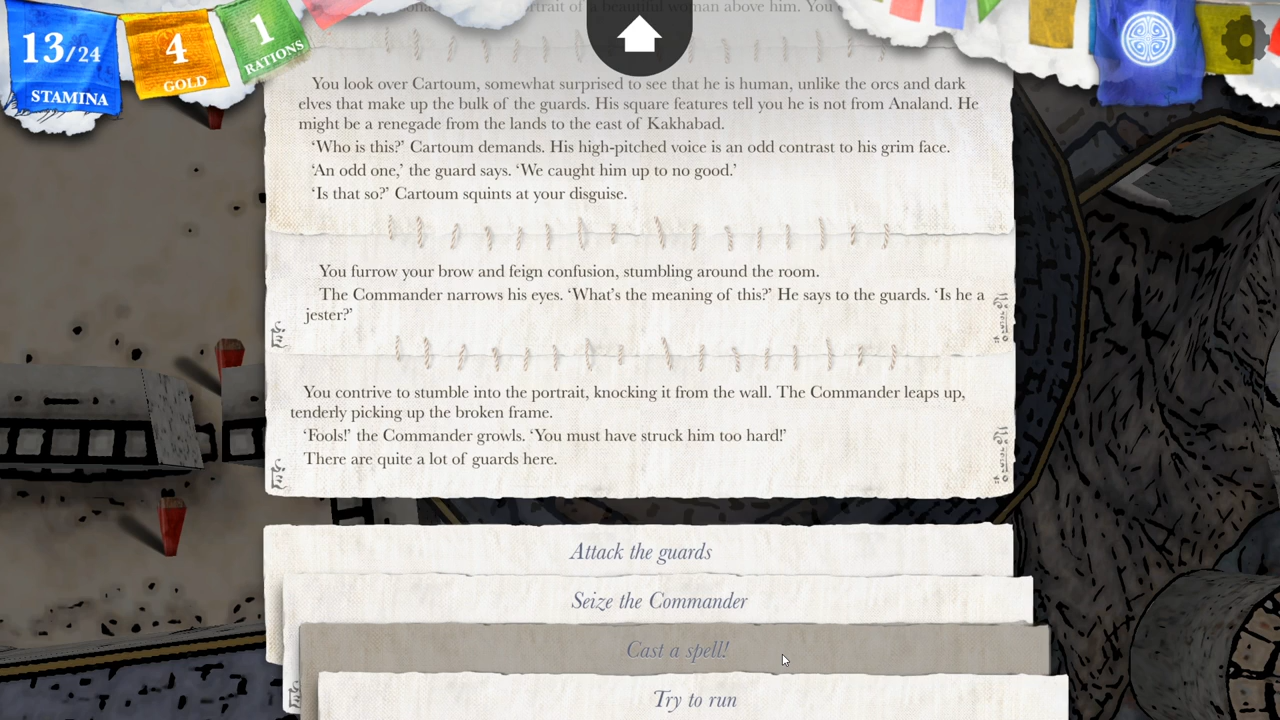 13/24
STAMINA
4
GOLD
1
RATIONS
rtrait of a beautiful woman above him. You
You look over Cartoum, somewhat surprised to see that he is human, unlike the orcs and dark
elves that make up the bulk of the guards. His square features tell you he is not from Analand. He
might be a renegade from the lands to the east of Kakhabad.
‘Who is this?’ Cartoum demands. His high-pitched voice is an odd contrast to his grim face.
‘An odd one,’ the guard says. ‘We caught him up to no good.’
‘Is that so?’ Cartoum squints at your disguise.
You furrow your brow and feign confusion, stumbling around the room.
The Commander narrows his eyes. ‘What’s the meaning of this?’ He says to the guards. ‘Is he a
jester?’
You contrive to stumble into the portrait, knocking it from the wall. The Commander leaps up,
tenderly picking up the broken frame.
‘Fools!’ the Commander growls. ‘You must have struck him too hard!’
There are quite a lot of guards here.
Attack the guards
Seize the Commander
Cast a spell!
Try to run